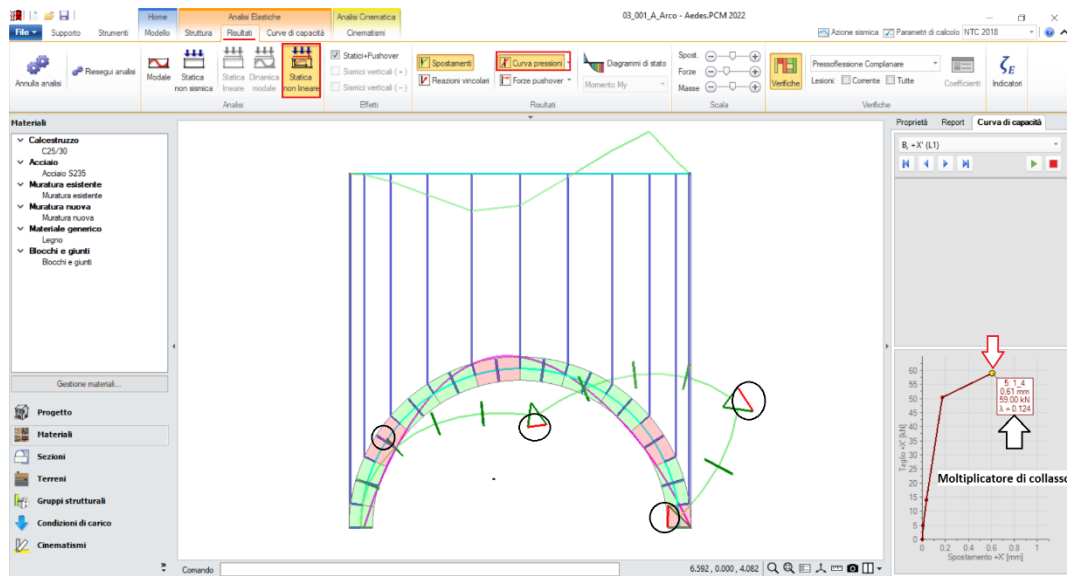 03_001_A_Arco - Aedes.PCM 2022
Home Analisi Elastiche Analisi Cinematica
File Supporto Strumenti Modello Struttura Risultati Curve di capacità Cinematismi
Azione sismica Parametri di calcolo NTC 2018
Annulla analisi
Riesegui analisi
Modale
Statica non sismica
Statica lineare
Dinamica modale
Statica non lineare
Analisi
Statici+Pushover
Sismici verticali (+)
Sismici verticali (-)
Effetti
Spostamenti
Reazioni vincolari
Curva pressioni
Forze pushover
Diagrammi di stato
Momento My
Risultati
Spost.
Forze
Masse
Scala
Verifiche
Pressoflessione Complanare
Lesioni: Corrente Tutte
Coefficienti
ζE
Indicatori
Verifiche
Materiali
Calcestruzzo
C25/30
Acciaio
Acciaio S235
Muratura esistente
Muratura esistente
Muratura nuova
Muratura nuova
Materiale generico
Legno
Blocchi e giunti
Blocchi e giunti
Gestione materiali...
Progetto
Materiali
Sezioni
Terreni
Gruppi strutturali
Condizioni di carico
Cinematismi
Comando
6.592 , 0.000 , 4.082
Proprietà Report Curva di capacità
B, +X' (L1)
5: 1_4
0.61 mm
59.00 kN
λ = 0.124
Moltiplicatore di collasso
Taglio +X' [kN]
60
55
50
45
40
35
30
25
20
15
10
5
0
0 0.2 0.4 0.6 0.8 1
Spostamento +X' [mm]